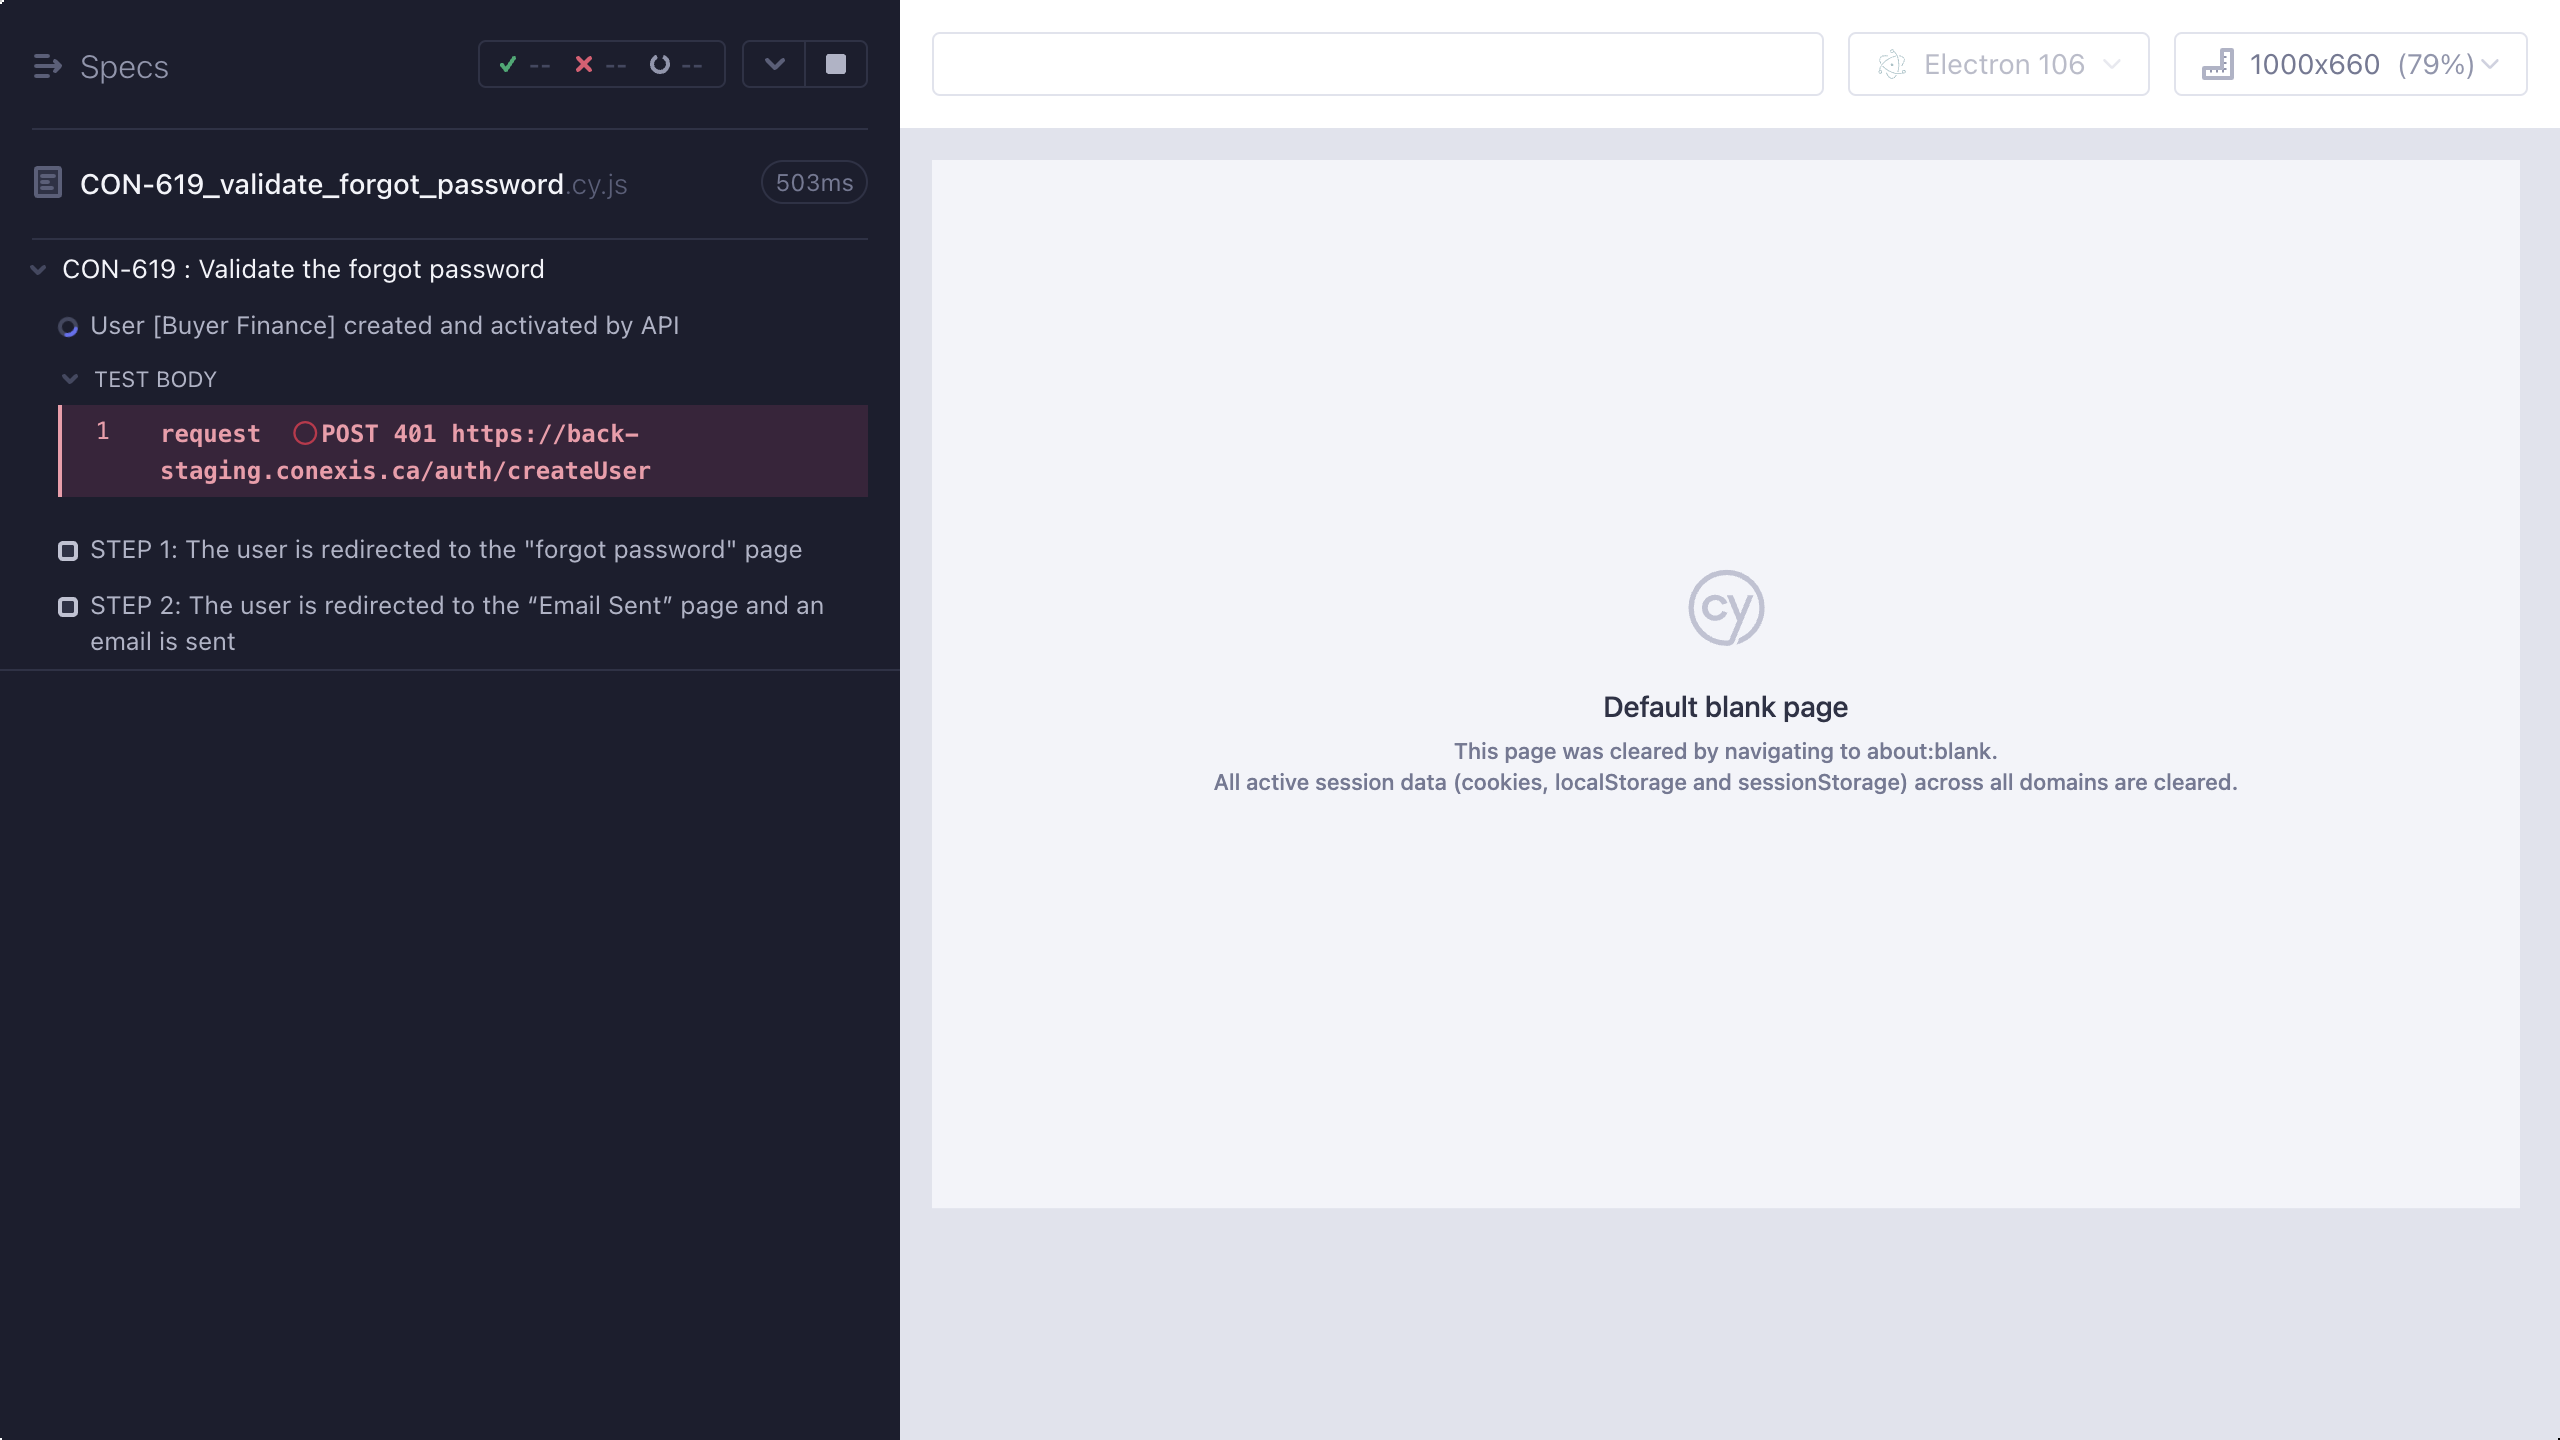 Specs
-- -- --
Electron 106
1000x660 (79%)
CON-619_validate_forgot_password.cy.js
503ms
CON-619 : Validate the forgot password
User [Buyer Finance] created and activated by API
TEST BODY
1 request POST 401 https://back-
staging.conexis.ca/auth/createUser
STEP 1: The user is redirected to the "forgot password" page
STEP 2: The user is redirected to the “Email Sent” page and an
email is sent
cy
Default blank page
This page was cleared by navigating to about:blank.
All active session data (cookies, localStorage and sessionStorage) across all domains are cleared.